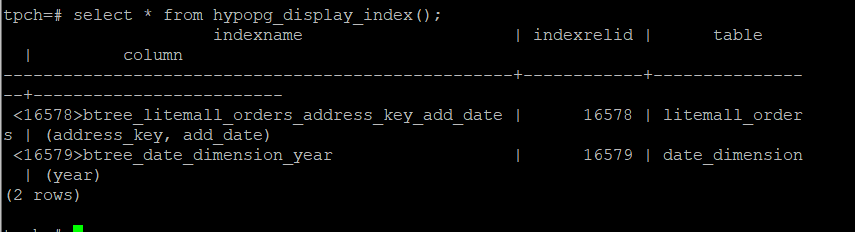 tpch=# select * from hypopg_display_index();
                     indexname                     | indexrelid |      table
  |         column
---------------------------------------------------+------------+---------------
--+-------------------------
 <16578>btree_litemall_orders_address_key_add_date |      16578 | litemall_order
s | (address_key, add_date)
 <16579>btree_date_dimension_year                  |      16579 | date_dimension
  | (year)
(2 rows)